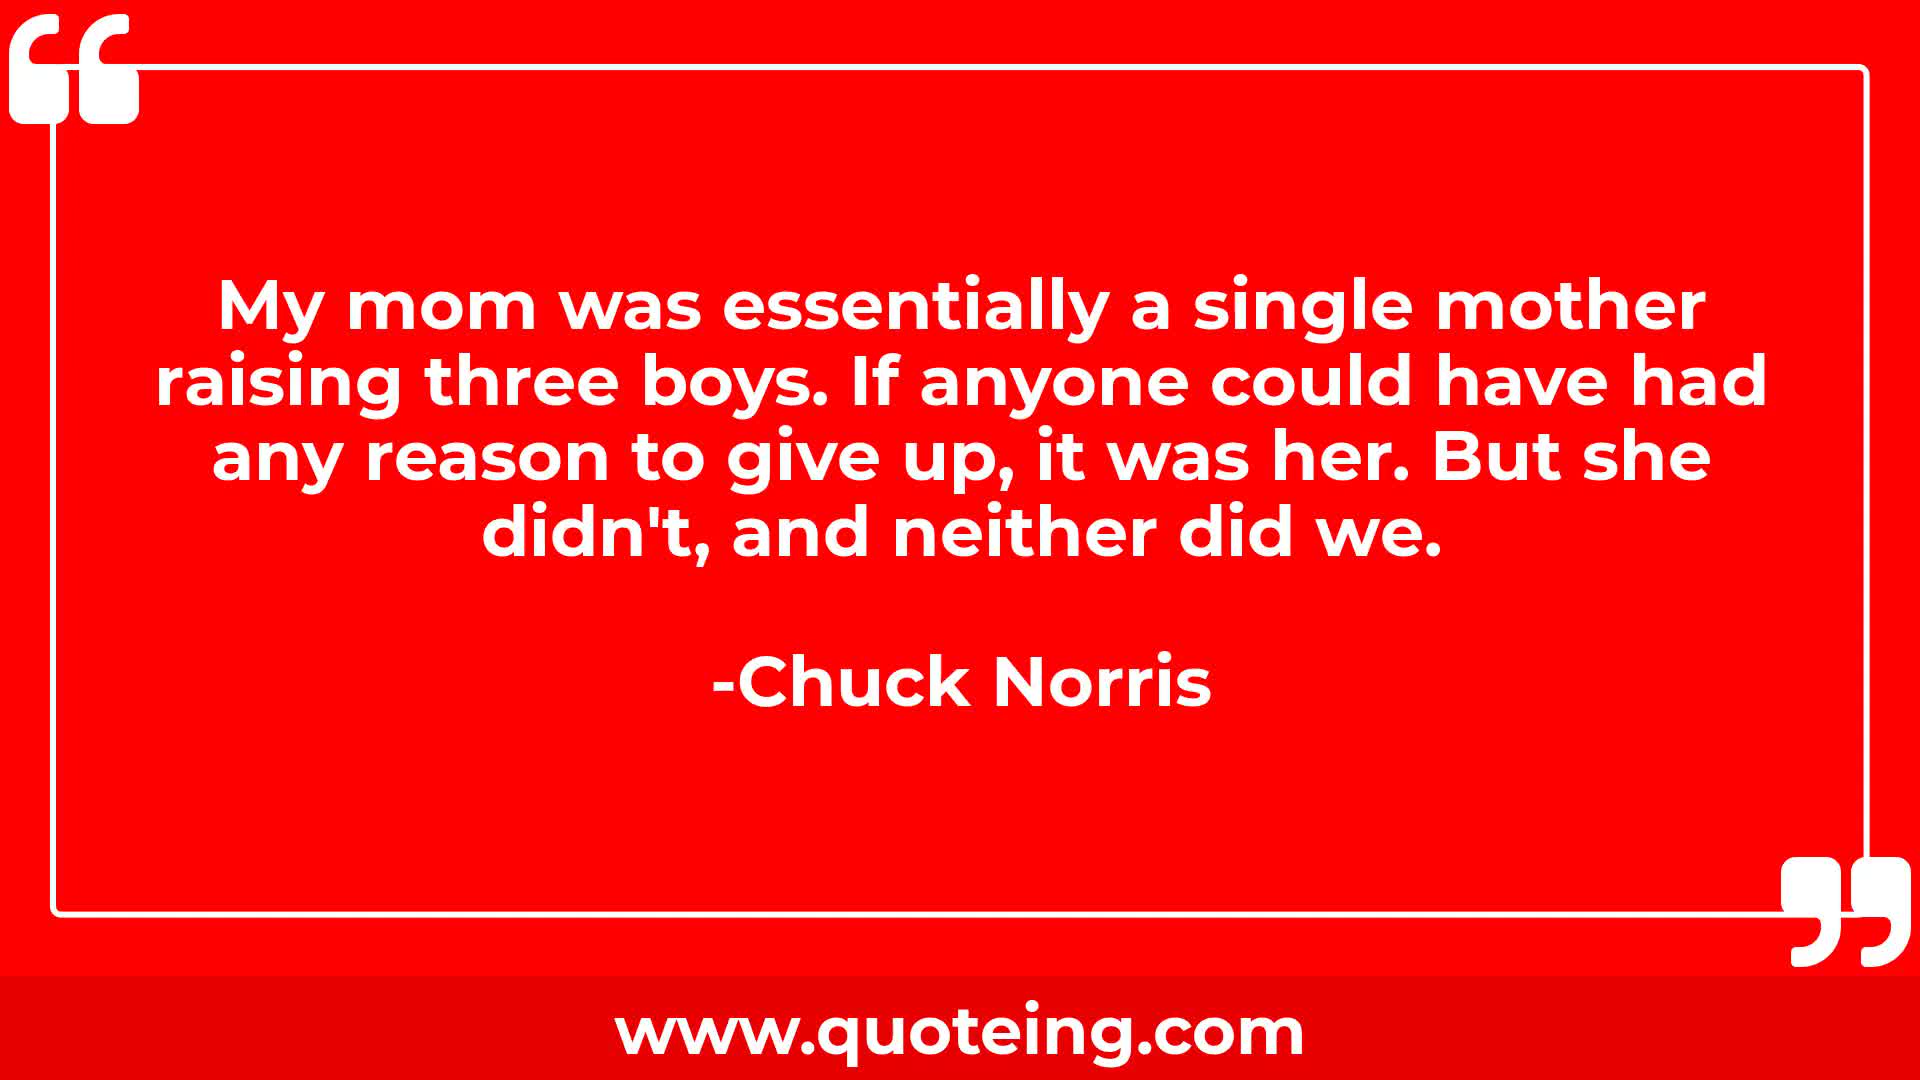 My mom was essentially a single mother
raising three boys. If anyone could have had
any reason to give up, it was her. But she
didn't, and neither did we.
-Chuck Norris
www.quoteing.com